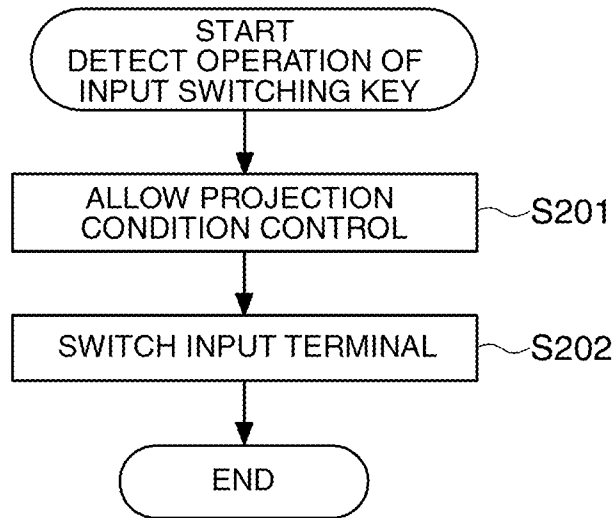 START
DETECT OPERATION OF
INPUT SWITCHING KEY
ALLOW PROJECTION
CONDITION CONTROL
S201
SWITCH INPUT TERMINAL
S202
END